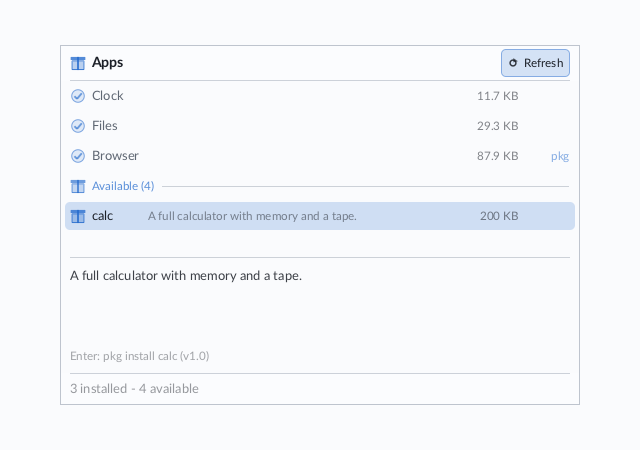 Apps Refresh
Clock 11.7 KB
Files 29.3 KB
Browser 87.9 KB pkg
Available (4)
calc A full calculator with memory and a tape. 200 KB
A full calculator with memory and a tape.
Enter: pkg install calc (v1.0)
3 installed - 4 available